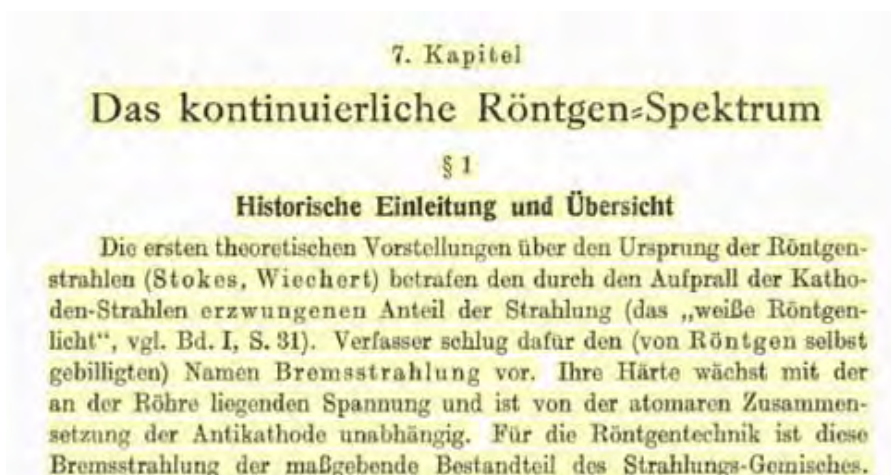 7. Kapitel
Das kontinuierliche Röntgen=Spektrum
§ 1
Historische Einleitung und Übersicht
Die ersten theoretischen Vorstellungen über den Ursprung der Röntgen-
strahlen (Stokes, Wiechert) betrafen den durch den Aufprall der Katho-
den-Strahlen erzwungenen Anteil der Strahlung (das „weiße Röntgen-
licht“, vgl. Bd. I, S. 31). Verfasser schlug dafür den (von Röntgen selbst
gebilligten) Namen Bremsstrahlung vor. Ihre Härte wächst mit der
an der Röhre liegenden Spannung und ist von der atomaren Zusammen-
setzung der Antikathode unabhängig. Für die Röntgentechnik ist diese
Bremsstrahlung der maßgebende Bestandteil des Strahlungs-Gemisches.